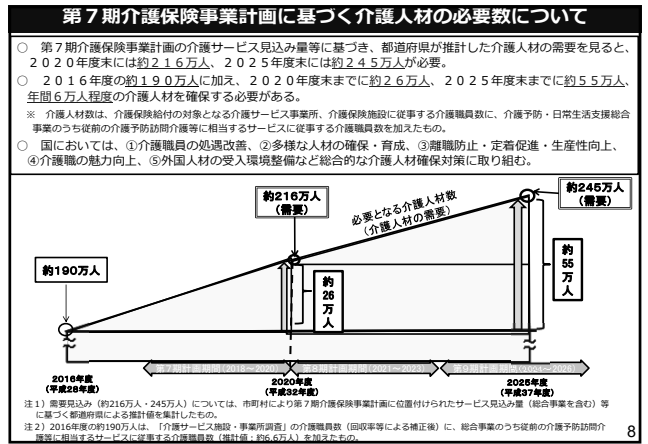 第７期介護保険事業計画に基づく介護人材の必要数について
○　第７期介護保険事業計画の介護サービス見込み量等に基づき、都道府県が推計した介護人材の需要を見ると、
２０２０年度末には約２１６万人、２０２５年度末には約２４５万人が必要。
○　２０１６年度の約１９０万人に加え、２０２０年度末までに約２６万人、２０２５年度末までに約５５万人、
年間６万人程度の介護人材を確保する必要がある。
※　介護人材数は、介護保険給付の対象となる介護サービス事業所、介護保険施設に従事する介護職員数に、介護予防・日常生活支援総合
事業のうち従前の介護予防訪問介護等に相当するサービスに従事する介護職員数を加えたもの。
○　国においては、①介護職員の処遇改善、②多様な人材の確保・育成、③離職防止・定着促進・生産性向上、
④介護職の魅力向上、⑤外国人材の受入環境整備など総合的な介護人材確保対策に取り組む。
約190万人
約216万人
（需要）
必要となる介護人材数
（介護人材の需要）
約245万人
（需要）
約
26
万
人
約
55
万
人
第７期計画期間（2018～2020）
第８期計画期間（2021～2023）
第９期計画期間（2024～2026）
2016年度
（平成28年度）
2020年度
（平成32年度）
2025年度
（平成37年度）
注１）需要見込み（約216万人・245万人）については、市町村により第７期介護保険事業計画に位置付けられたサービス見込み量（総合事業を含む）等
に基づく都道府県による推計値を集計したもの。
注２）2016年度の約190万人は、「介護サービス施設・事業所調査」の介護職員数（回収率等による補正後）に、総合事業のうち従前の介護予防訪問介
護等に相当するサービスに従事する介護職員数（推計値：約6.6万人）を加えたもの。
8